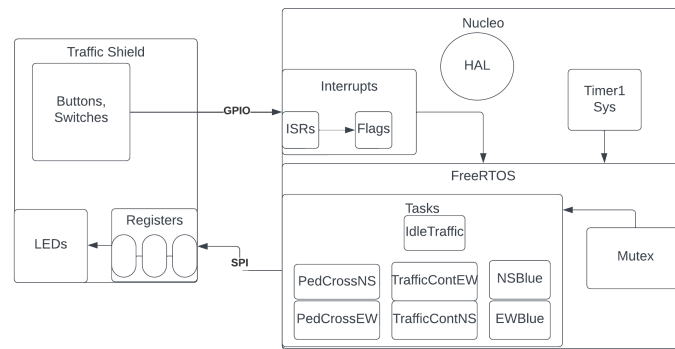 Nucleo
Traffic Shield
HAL
Buttons,
Switches
Interrupts
Timer1
Sys
GPIO
ISRs
Flags
FreeRTOS
Tasks
IdleTraffic
Registers
LEDs
Mutex
SPI
PedCrossNS
TrafficContEW
NSBlue
PedCrossEW
TrafficContNS
EWBlue